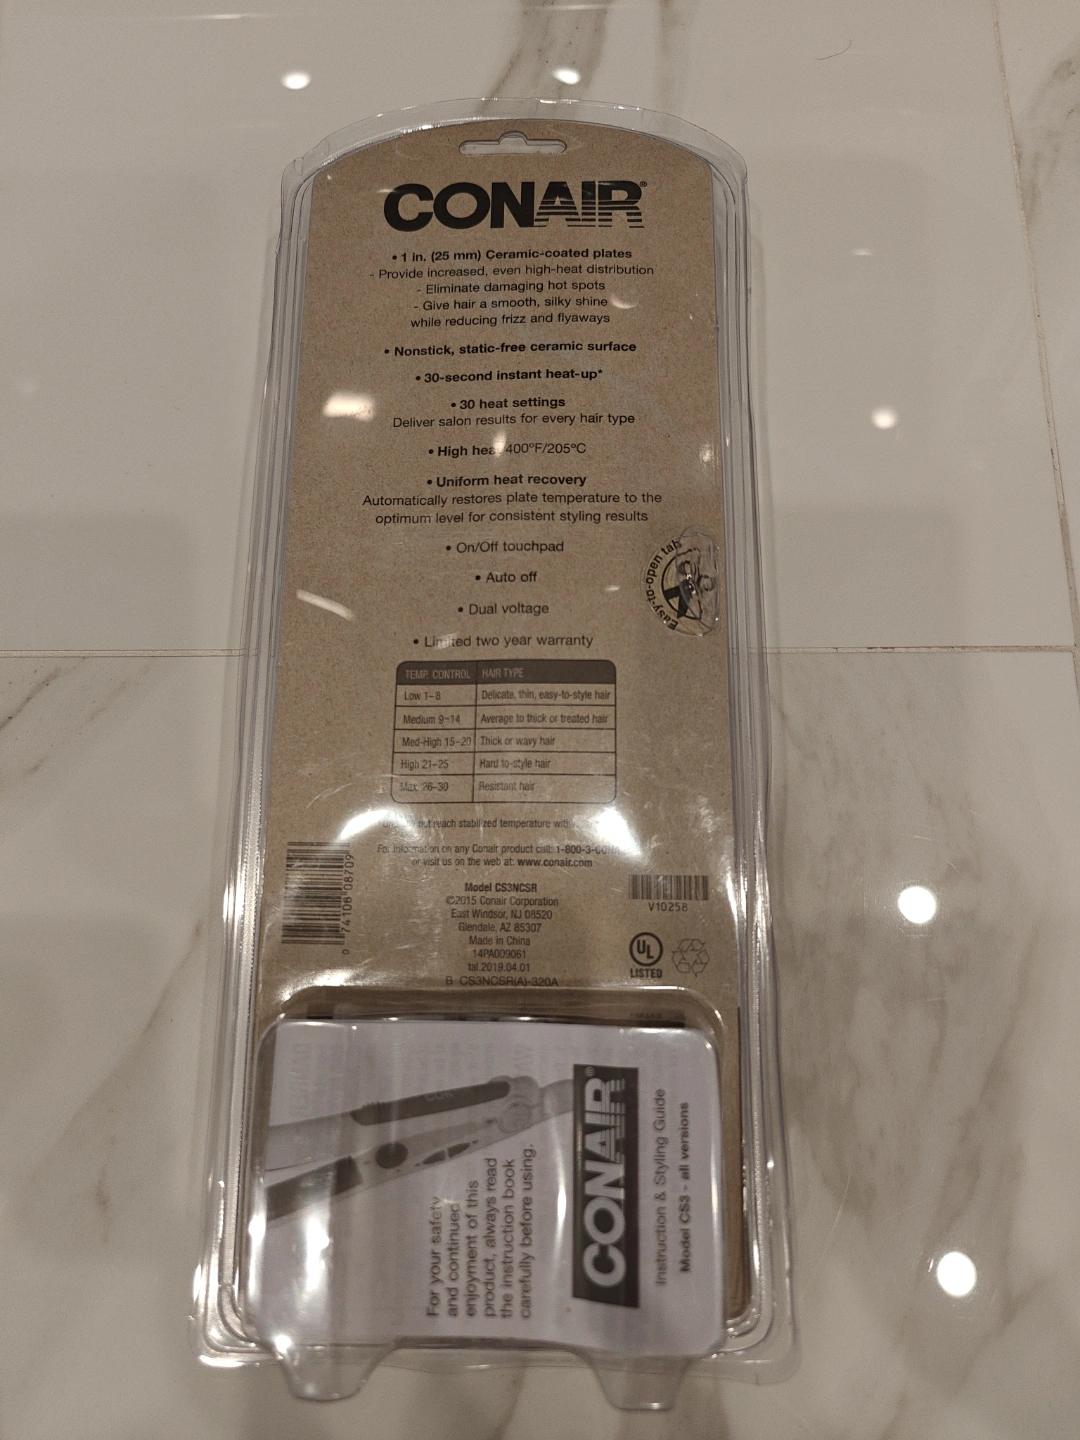 CONAIR®
• 1 in. (25 mm) Ceramic-coated plates
- Provide increased, even high-heat distribution
- Eliminate damaging hot spots
- Give hair a smooth, silky shine
while reducing frizz and flyaways
• Nonstick, static-free ceramic surface
• 30-second instant heat-up*
• 30 heat settings
Deliver salon results for every hair type
• High heat 400°F/205°C
• Uniform heat recovery
Automatically restores plate temperature to the
optimum level for consistent styling results
• On/Off touchpad
• Auto off
• Dual voltage
• Limited two year warranty
Easy-to-open tab
TEMP. CONTROL HAIR TYPE
Low 1–8 Delicate, thin, easy-to-style hair
Medium 9–14 Average to thick or treated hair
Med-High 15–20 Thick or wavy hair
High 21–25 Hard to-style hair
Max 26–30 Resistant hair
not reach stabilized temperature
For information on any Conair product call: 1-800-3-
or visit us on the web at: www.conair.com
Model CS3NCSR
©2015 Conair Corporation
East Windsor, NJ 08520
Glendale, AZ 85307
Made in China
14PA009061
tal.2019.04.01
B CS3NCSR(A)-320A
0 74108 08709
V10258
UL
LISTED
For your safety
and continued
enjoyment of this
product, always read
the instruction book
carefully before using.
CONAIR®
Instruction & Styling Guide
Model CS3 - all versions